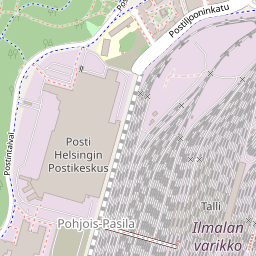 Postiljooninkatu
Postintaival
Posti
Helsingin
Postikeskus
Talli
Pohjois-Pasila
Ilmalan
varikko